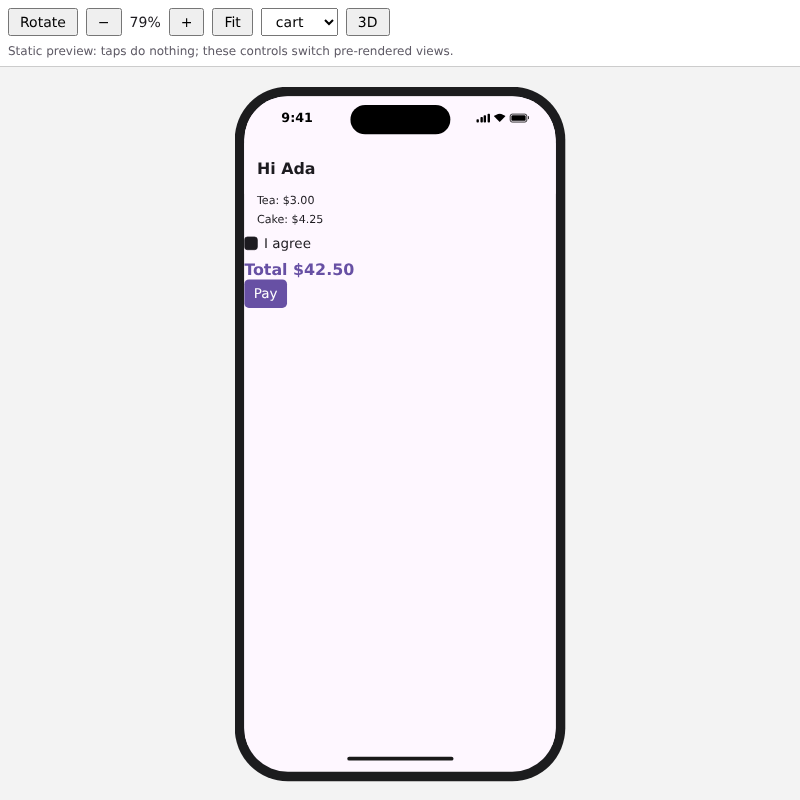 Rotate − 79% + Fit cart 3D
Static preview: taps do nothing; these controls switch pre-rendered views.
9:41
Hi Ada
Tea: $3.00
Cake: $4.25
I agree
Total $42.50
Pay